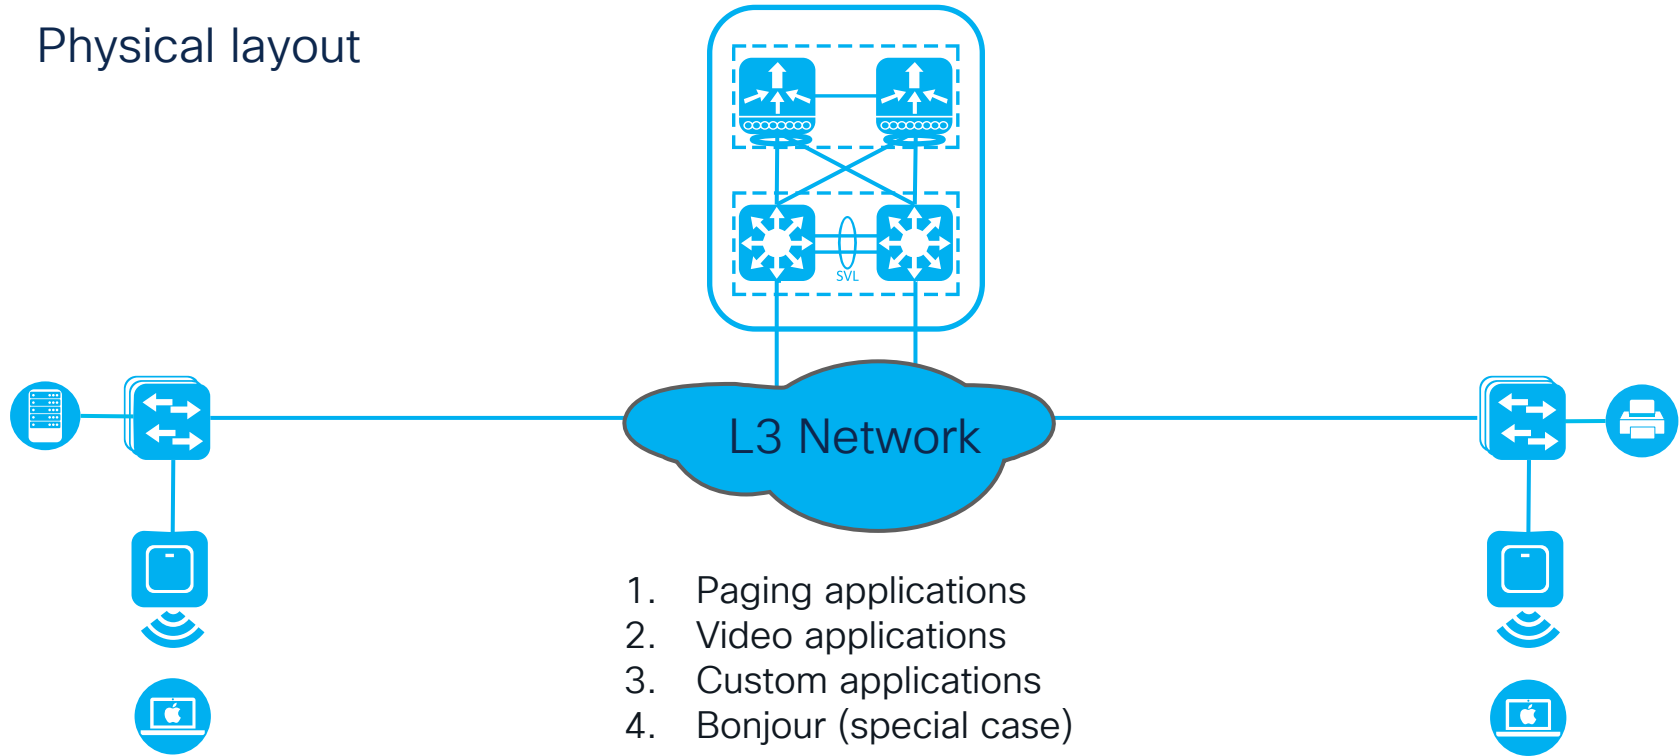 Physical layout
SVL
L3 Network
1. Paging applications
2. Video applications
3. Custom applications
4. Bonjour (special case)